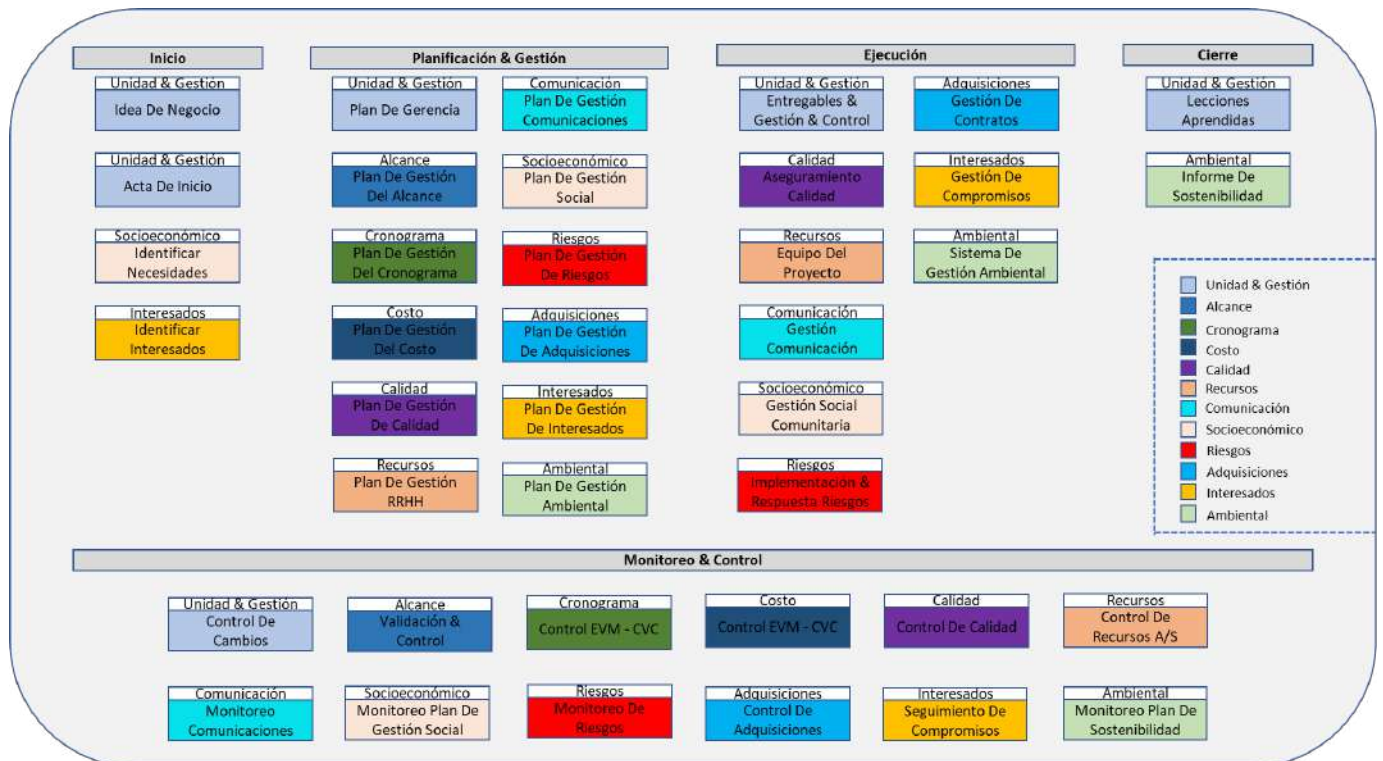 Inicio
Unidad & Gestión
Idea De Negocio
Unidad & Gestión
Acta De Inicio
Socioeconómico
Identificar
Necesidades
Interesados
Identificar
Interesados
Planificación & Gestión
Unidad & Gestión
Plan De Gerencia
Alcance
Plan De Gestión
Del Alcance
Cronograma
Plan De Gestión
Del Cronograma
Costo
Plan De Gestión
Del Costo
Calidad
Plan De Gestión
De Calidad
Recursos
Plan De Gestión
RRHH
Comunicación
Plan De Gestión
Comunicaciones
Socioeconómico
Plan De Gestión
Social
Riesgos
Plan De Gestión
De Riesgos
Adquisiciones
Plan De Gestión
De Adquisiciones
Interesados
Plan De Gestión
De Interesados
Ambiental
Plan De Gestión
Ambiental
Ejecución
Unidad & Gestión
Entregables &
Gestión & Control
Calidad
Aseguramiento
Calidad
Recursos
Equipo Del
Proyecto
Comunicación
Gestión
Comunicación
Socioeconómico
Gestión Social
Comunitaria
Riesgos
Implementación &
Respuesta Riesgos
Adquisiciones
Gestión De
Contratos
Interesados
Gestión De
Compromisos
Ambiental
Sistema De
Gestión Ambiental
Cierre
Unidad & Gestión
Lecciones
Aprendidas
Ambiental
Informe De
Sostenibilidad
Unidad & Gestión
Alcance
Cronograma
Costo
Calidad
Recursos
Comunicación
Socioeconómico
Riesgos
Adquisiciones
Interesados
Ambiental
Monitoreo & Control
Unidad & Gestión
Control De
Cambios
Alcance
Validación &
Control
Cronograma
Control EVM - CVC
Costo
Control EVM - CVC
Calidad
Control De Calidad
Recursos
Control De
Recursos A/S
Comunicación
Monitoreo
Comunicaciones
Socioeconómico
Monitoreo Plan De
Gestión Social
Riesgos
Monitoreo De
Riesgos
Adquisiciones
Control De
Adquisiciones
Interesados
Seguimiento De
Compromisos
Ambiental
Monitoreo Plan De
Sostenibilidad